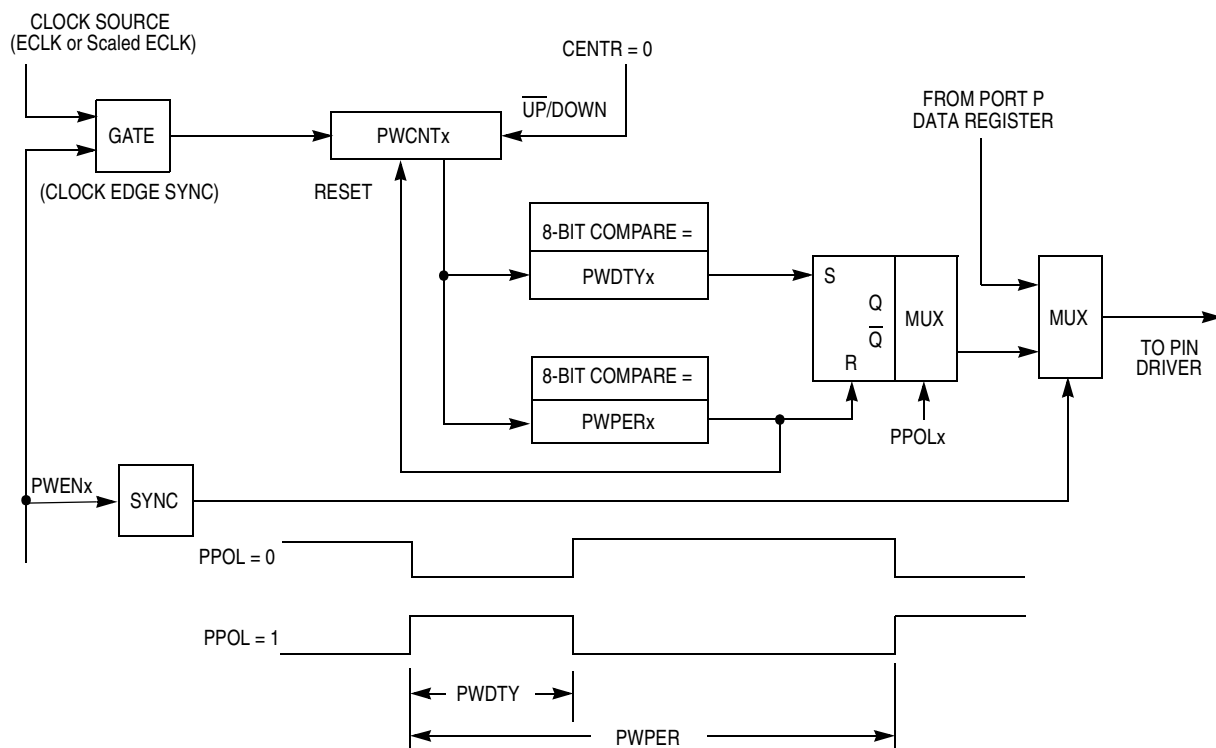 CLOCK SOURCE
(ECLK or Scaled ECLK)
CENTR = 0
UP/DOWN
FROM PORT P
DATA REGISTER
GATE
PWCNTx
(CLOCK EDGE SYNC)
RESET
8-BIT COMPARE =
PWDTYx
S
Q
Q
R
MUX
MUX
TO PIN
DRIVER
8-BIT COMPARE =
PWPERx
PPOLx
PWENx
SYNC
PPOL = 0
PPOL = 1
PWDTY
PWPER